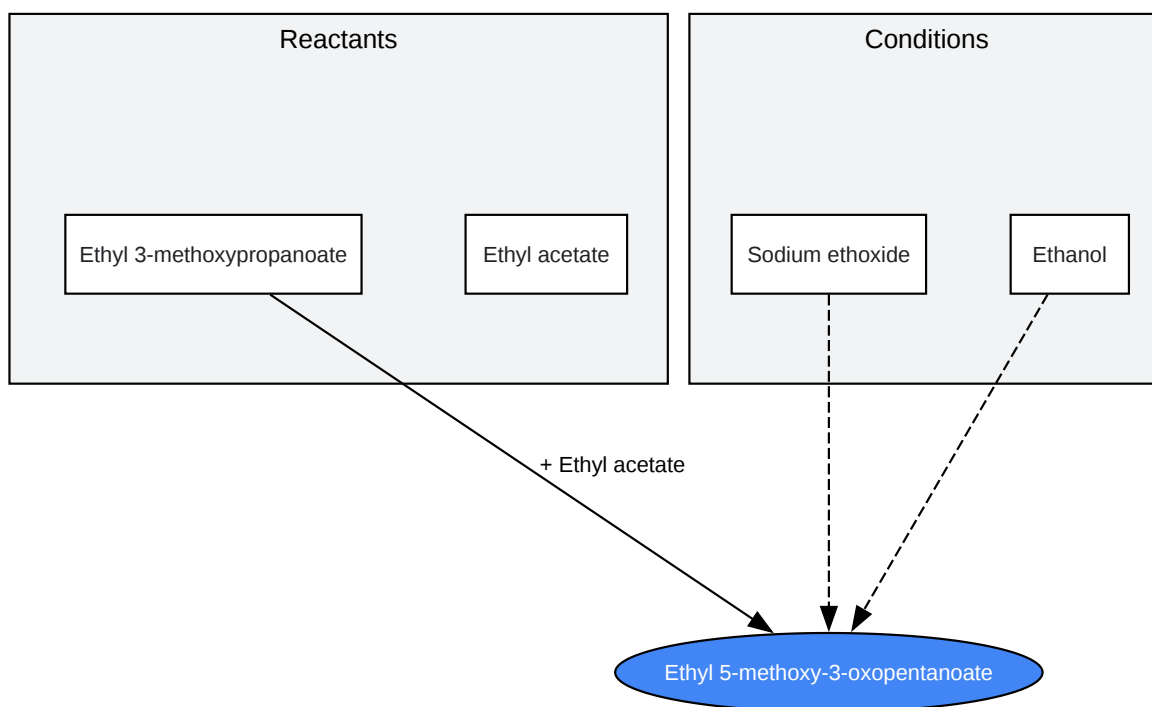 Reactants
Conditions
Ethyl 3-methoxypropanoate
Ethyl acetate
Sodium ethoxide
Ethanol
+ Ethyl acetate
Ethyl 5-methoxy-3-oxopentanoate